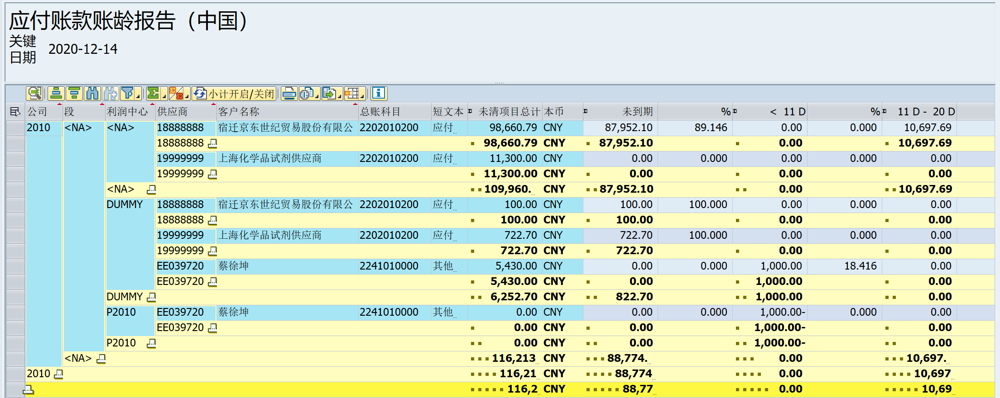 应付账款账龄报告（中国）
关键
日期 2020-12-14
小计开启/关闭
公司 段 利润中心 供应商 客户名称 总账科目 短文本 未清项目总计 本币 未到期 % < 11 D % 11 D - 20 D
2010 <NA> <NA> 18888888 宿迁京东世纪贸易股份有限公 2202010200 应付… 98,660.79 CNY 87,952.10 89.146 0.00 0.000 10,697.69
18888888 98,660.79 CNY 87,952.10 0.00 10,697.69
19999999 上海化学品试剂供应商 2202010200 应付… 11,300.00 CNY 0.00 0.000 0.00 0.000 0.00
19999999 11,300.00 CNY 0.00 0.00 0.00
<NA> 109,960.… CNY 87,952.10 0.00 10,697.69
DUMMY 18888888 宿迁京东世纪贸易股份有限公 2202010200 应付… 100.00 CNY 100.00 100.000 0.00 0.000 0.00
18888888 100.00 CNY 100.00 0.00 0.00
19999999 上海化学品试剂供应商 2202010200 应付… 722.70 CNY 722.70 100.000 0.00 0.000 0.00
19999999 722.70 CNY 722.70 0.00 0.00
EE039720 蔡徐坤 2241010000 其他… 5,430.00 CNY 0.00 0.000 1,000.00 18.416 0.00
EE039720 5,430.00 CNY 0.00 1,000.00 0.00
DUMMY 6,252.70 CNY 822.70 1,000.00 0.00
P2010 EE039720 蔡徐坤 2241010000 其他… 0.00 CNY 0.00 0.000 1,000.00- 0.000 0.00
EE039720 0.00 CNY 0.00 1,000.00- 0.00
P2010 0.00 CNY 0.00 1,000.00- 0.00
<NA> 116,213… CNY 88,774.… 0.00 10,697.…
2010 116,21… CNY 88,774… 0.00 10,697…
116,2… CNY 88,77… 0.00 10,69…